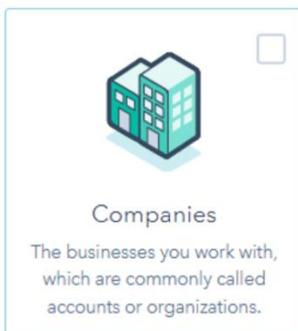 Companies
The businesses you work with,
which are commonly called
accounts or organizations.